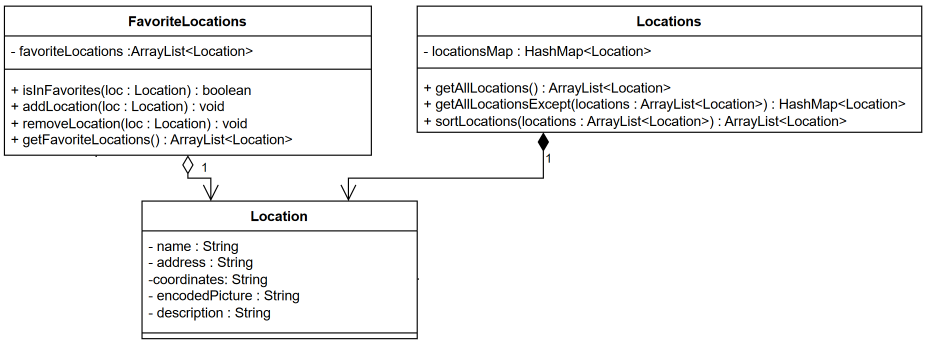 FavoriteLocations
- favoriteLocations :ArrayList<Location>
+ isInFavorites(loc : Location) : boolean
+ addLocation(loc : Location) : void
+ removeLocation(loc : Location) : void
+ getFavoriteLocations() : ArrayList<Location>
1
Locations
- locationsMap : HashMap<Location>
+ getAllLocations() : ArrayList<Location>
+ getAllLocationsExcept(locations : ArrayList<Location>) : HashMap<Location>
+ sortLocations(locations : ArrayList<Location>) : ArrayList<Location>
1
Location
- name : String
- address : String
-coordinates: String
- encodedPicture : String
- description : String